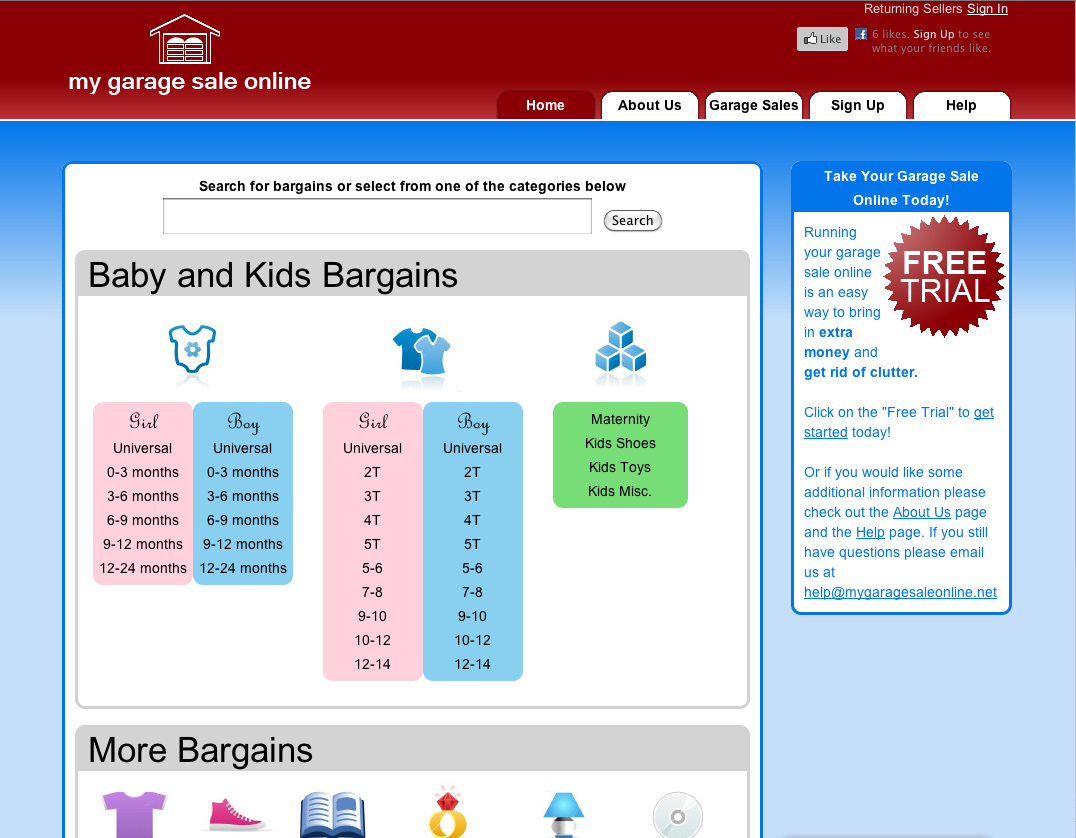 Returning Sellers Sign In
Like
6 likes. Sign Up to see
what your friends like.
my garage sale online
Home
About Us
Garage Sales
Sign Up
Help
Search for bargains or select from one of the categories below
Search
Baby and Kids Bargains
Girl
Universal
0-3 months
3-6 months
6-9 months
9-12 months
12-24 months
Boy
Universal
0-3 months
3-6 months
6-9 months
9-12 months
12-24 months
Girl
Universal
2T
3T
4T
5T
5-6
7-8
9-10
10-12
12-14
Boy
Universal
2T
3T
4T
5T
5-6
7-8
9-10
10-12
12-14
Maternity
Kids Shoes
Kids Toys
Kids Misc.
More Bargains
Take Your Garage Sale
Online Today!
Running
your garage
sale online
is an easy
way to bring
in extra
money and
get rid of clutter.
FREE
TRIAL
Click on the "Free Trial" to get
started today!
Or if you would like some
additional information please
check out the About Us page
and the Help page. If you still
have questions please email
us at
help@mygaragesaleonline.net